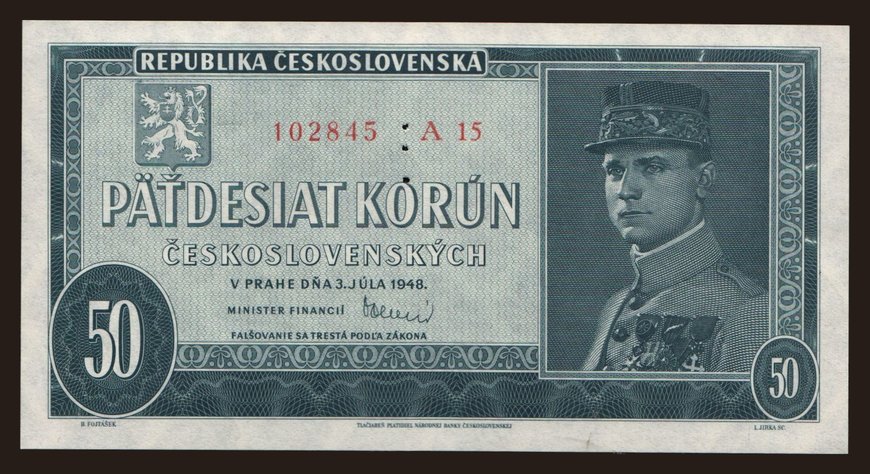 REPUBLIKA ČESKOSLOVENSKÁ
102845 A 15
PÄŤDESIAT KORÚN
ČESKOSLOVENSKÝCH
V PRAHE DŇA 3. JÚLA 1948.
MINISTER FINANCIÍ
FALŠOVANIE SA TRESTÁ PODĽA ZÁKONA
50
50
B. FOJTÁŠEK
TLAČIAREŇ PLATIDIEL NÁRODNEJ BANKY ČESKOSLOVENSKEJ
L. JIRKA SC.